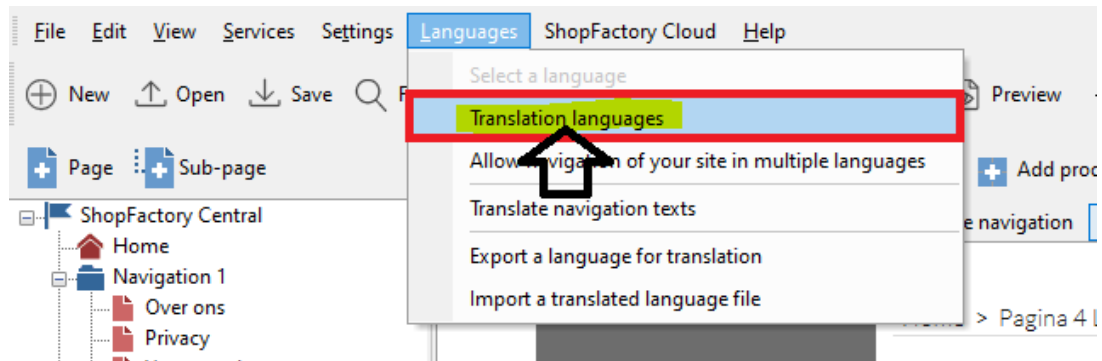 File Edit View Services Settings Languages ShopFactory Cloud Help
Select a language
New Open Save Preview
Translation languages
Allow navigation of your site in multiple languages
Page Sub-page Add
Translate navigation texts
ShopFactory Central
navigation
Home
Export a language for translation
Navigation 1
Import a translated language file
Over ons
> Pagina 4
Privacy